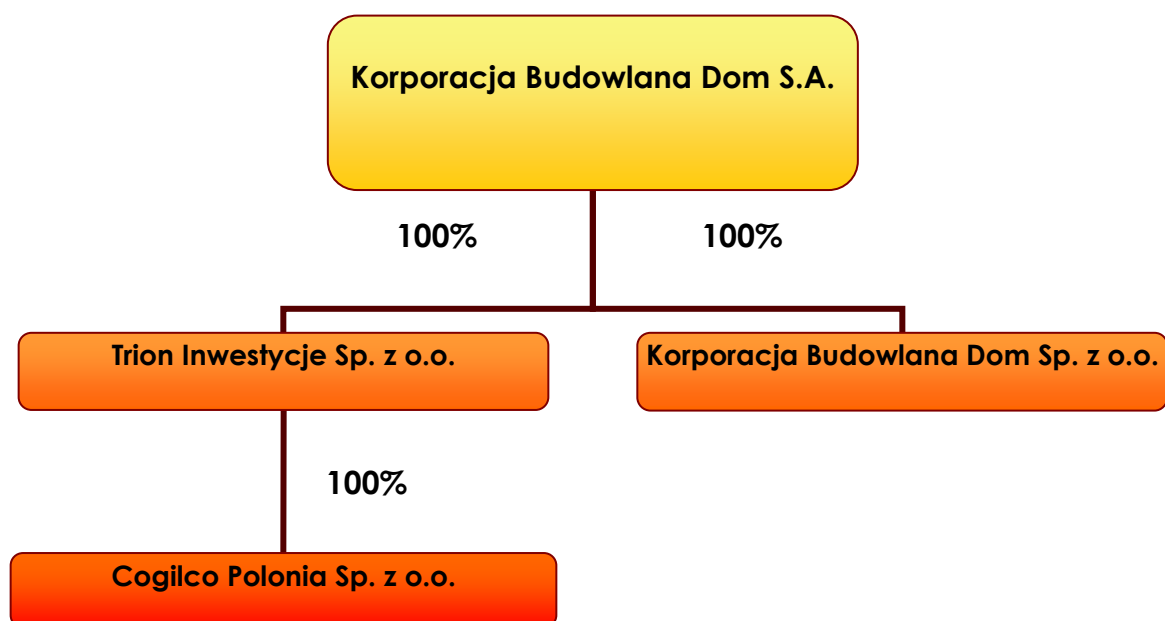 Korporacja Budowlana Dom S.A.
100%
100%
Trion Inwestycje Sp. z o.o.
Korporacja Budowlana Dom Sp. z o.o.
100%
Cogilco Polonia Sp. z o.o.